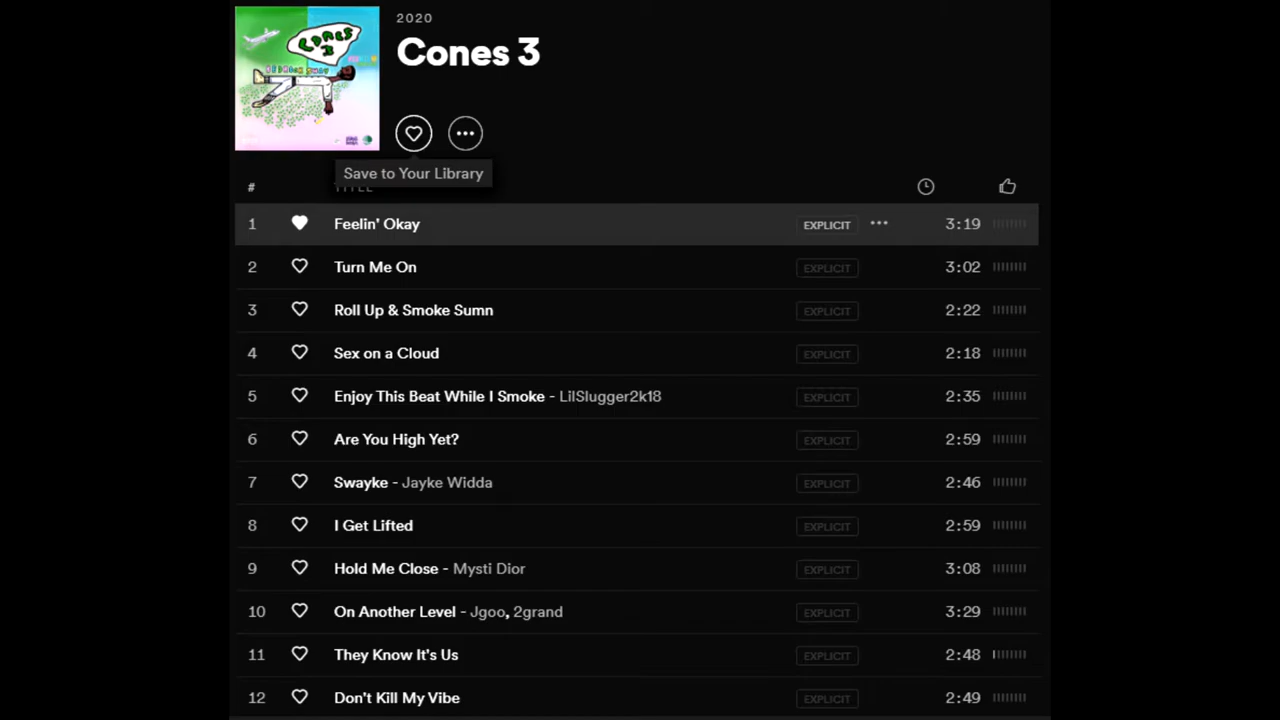 2020
Cones 3
CONES
3
Save to Your Library
#
TITLE
1 Feelin' Okay EXPLICIT ••• 3:19
2 Turn Me On EXPLICIT 3:02
3 Roll Up & Smoke Sumn EXPLICIT 2:22
4 Sex on a Cloud EXPLICIT 2:18
5 Enjoy This Beat While I Smoke - LilSlugger2k18 EXPLICIT 2:35
6 Are You High Yet? EXPLICIT 2:59
7 Swayke - Jayke Widda EXPLICIT 2:46
8 I Get Lifted EXPLICIT 2:59
9 Hold Me Close - Mysti Dior EXPLICIT 3:08
10 On Another Level - Jgoo, 2grand EXPLICIT 3:29
11 They Know It's Us EXPLICIT 2:48
12 Don't Kill My Vibe EXPLICIT 2:49